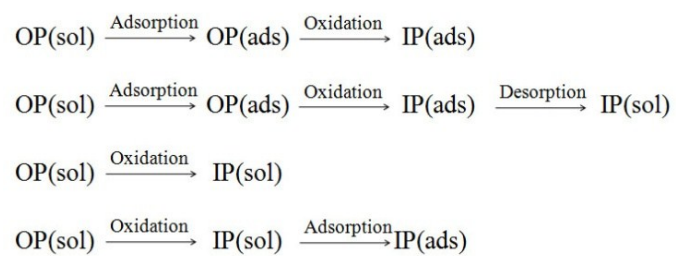 OP(sol) Adsorption → OP(ads) Oxidation → IP(ads)
OP(sol) Adsorption → OP(ads) Oxidation → IP(ads) Desorption → IP(sol)
OP(sol) Oxidation → IP(sol)
OP(sol) Oxidation → IP(sol) Adsorption → IP(ads)